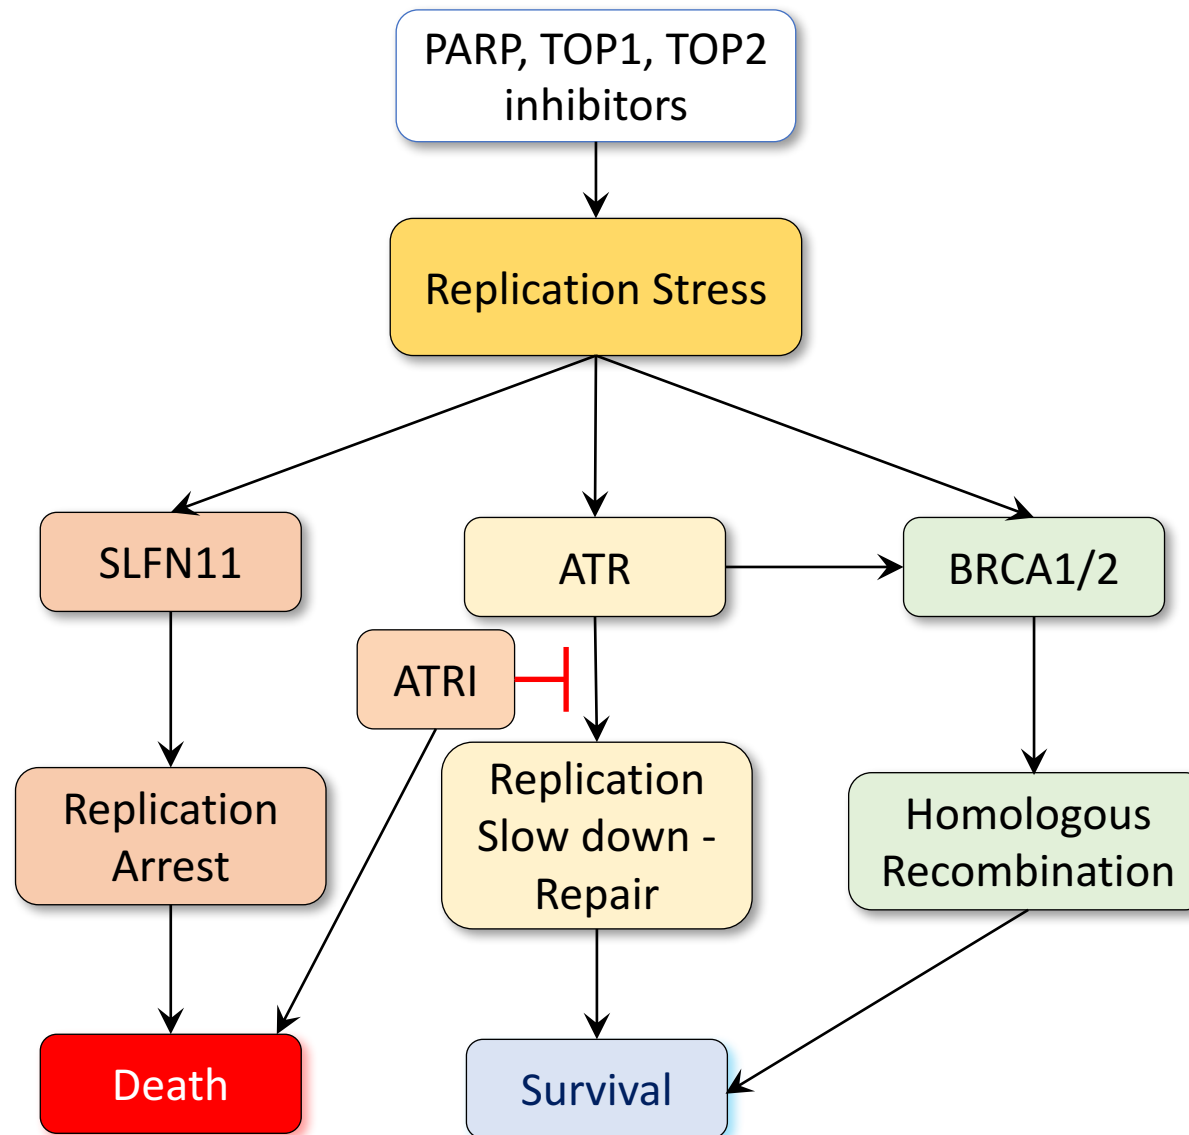 PARP, TOP1, TOP2
inhibitors
Replication Stress
SLFN11
ATR
BRCA1/2
ATRI
Replication
Arrest
Replication
Slow down -
Repair
Homologous
Recombination
Death
Survival